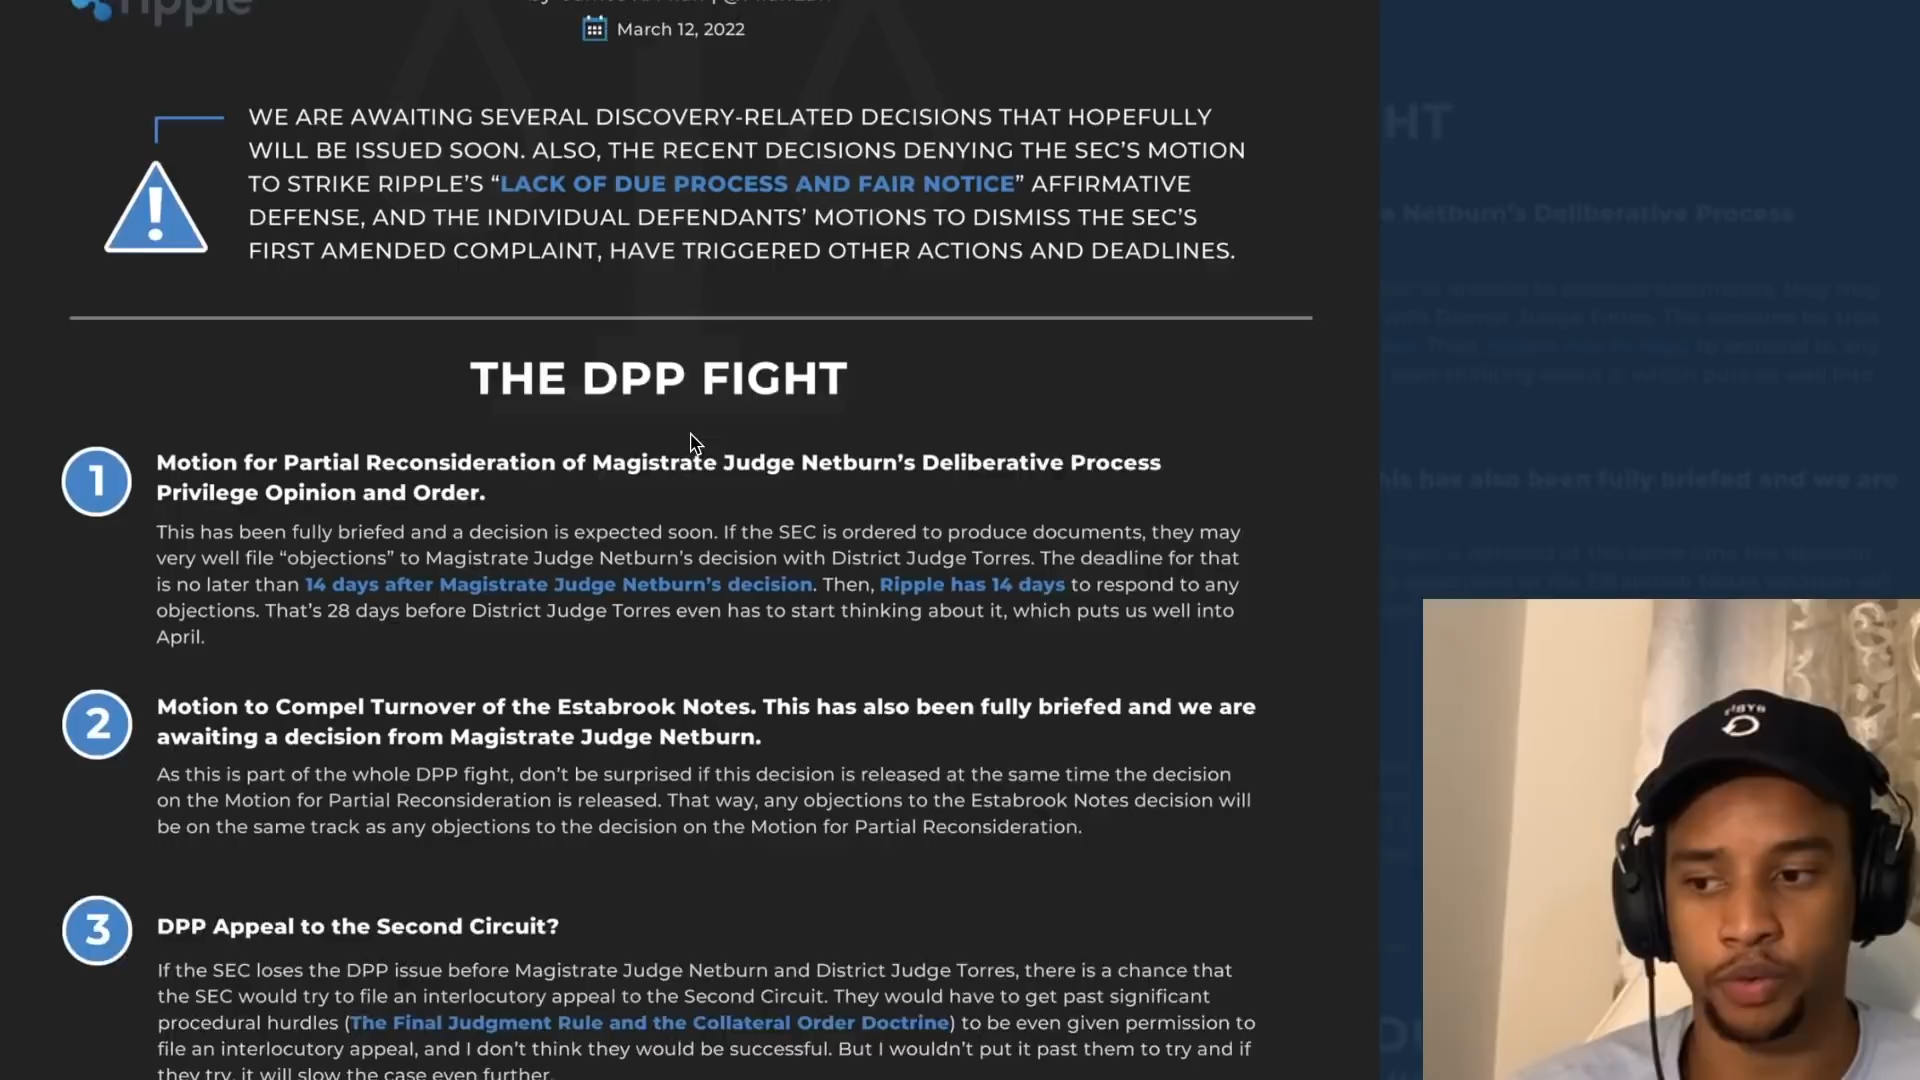 ripple
March 12, 2022
WE ARE AWAITING SEVERAL DISCOVERY-RELATED DECISIONS THAT HOPEFULLY
WILL BE ISSUED SOON. ALSO, THE RECENT DECISIONS DENYING THE SEC'S MOTION
TO STRIKE RIPPLE'S “LACK OF DUE PROCESS AND FAIR NOTICE” AFFIRMATIVE
DEFENSE, AND THE INDIVIDUAL DEFENDANTS’ MOTIONS TO DISMISS THE SEC’S
FIRST AMENDED COMPLAINT, HAVE TRIGGERED OTHER ACTIONS AND DEADLINES.
THE DPP FIGHT
1
Motion for Partial Reconsideration of Magistrate Judge Netburn’s Deliberative Process
Privilege Opinion and Order.
This has been fully briefed and a decision is expected soon. If the SEC is ordered to produce documents, they may
very well file “objections” to Magistrate Judge Netburn’s decision with District Judge Torres. The deadline for that
is no later than 14 days after Magistrate Judge Netburn’s decision. Then, Ripple has 14 days to respond to any
objections. That’s 28 days before District Judge Torres even has to start thinking about it, which puts us well into
April.
2
Motion to Compel Turnover of the Estabrook Notes. This has also been fully briefed and we are
awaiting a decision from Magistrate Judge Netburn.
As this is part of the whole DPP fight, don’t be surprised if this decision is released at the same time the decision
on the Motion for Partial Reconsideration is released. That way, any objections to the Estabrook Notes decision will
be on the same track as any objections to the decision on the Motion for Partial Reconsideration.
3
DPP Appeal to the Second Circuit?
If the SEC loses the DPP issue before Magistrate Judge Netburn and District Judge Torres, there is a chance that
the SEC would try to file an interlocutory appeal to the Second Circuit. They would have to get past significant
procedural hurdles (The Final Judgment Rule and the Collateral Order Doctrine) to be even given permission to
file an interlocutory appeal, and I don’t think they would be successful. But I wouldn’t put it past them to try and if
they try, it will slow the case even further.
HT
e Netburn’s Deliberative Process
his has also been fully briefed and we are